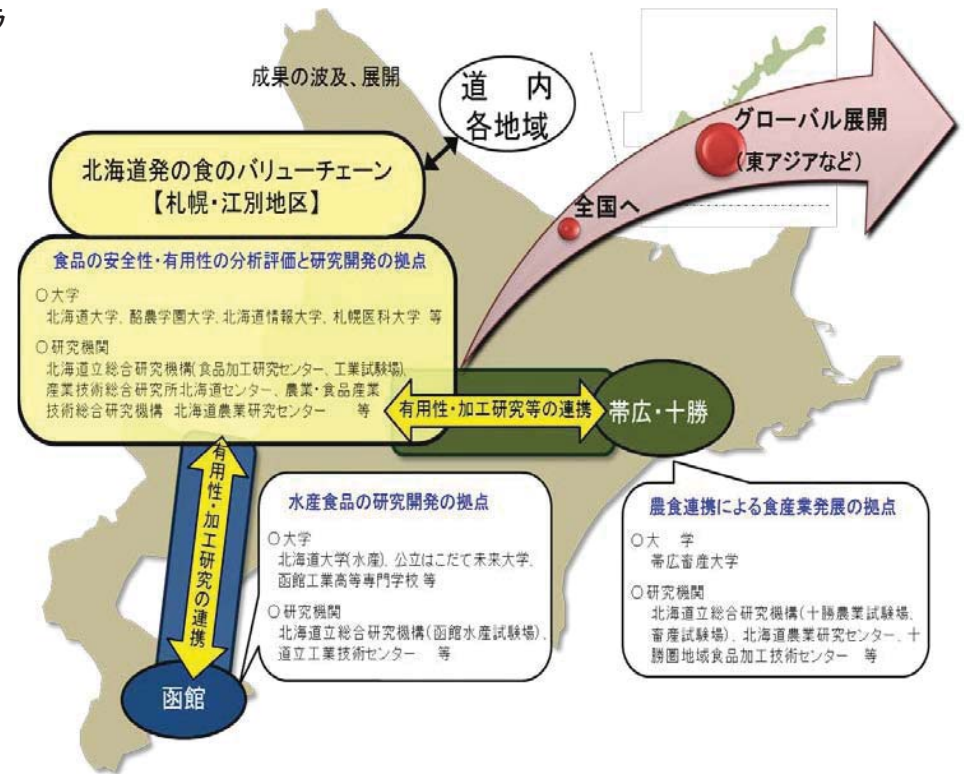 ラ
成果の波及、展開
道　内
各地域
グローバル展開
(東アジアなど)
全国へ
北海道発の食のバリューチェーン
【札幌・江別地区】
食品の安全性・有用性の分析評価と研究開発の拠点
○大学
北海道大学、酪農学園大学、北海道情報大学、札幌医科大学 等
○研究機関
北海道立総合研究機構(食品加工研究センター、工業試験場)、
産業技術総合研究所北海道センター、農業・食品産業
技術総合研究機構 北海道農業研究センター　等
有用性・加工研究等の連携
帯広・十勝
有用性・加工研究の連携
函館
水産食品の研究開発の拠点
○大学
北海道大学(水産)、公立はこだて未来大学、
函館工業高等専門学校 等
○研究機関
北海道立総合研究機構(函館水産試験場)、
道立工業技術センター　等
農食連携による食産業発展の拠点
○大　学
帯広畜産大学
○研究機関
北海道立総合研究機構(十勝農業試験場、
畜産試験場)、北海道農業研究センター、十
勝圏地域食品加工技術センター　等